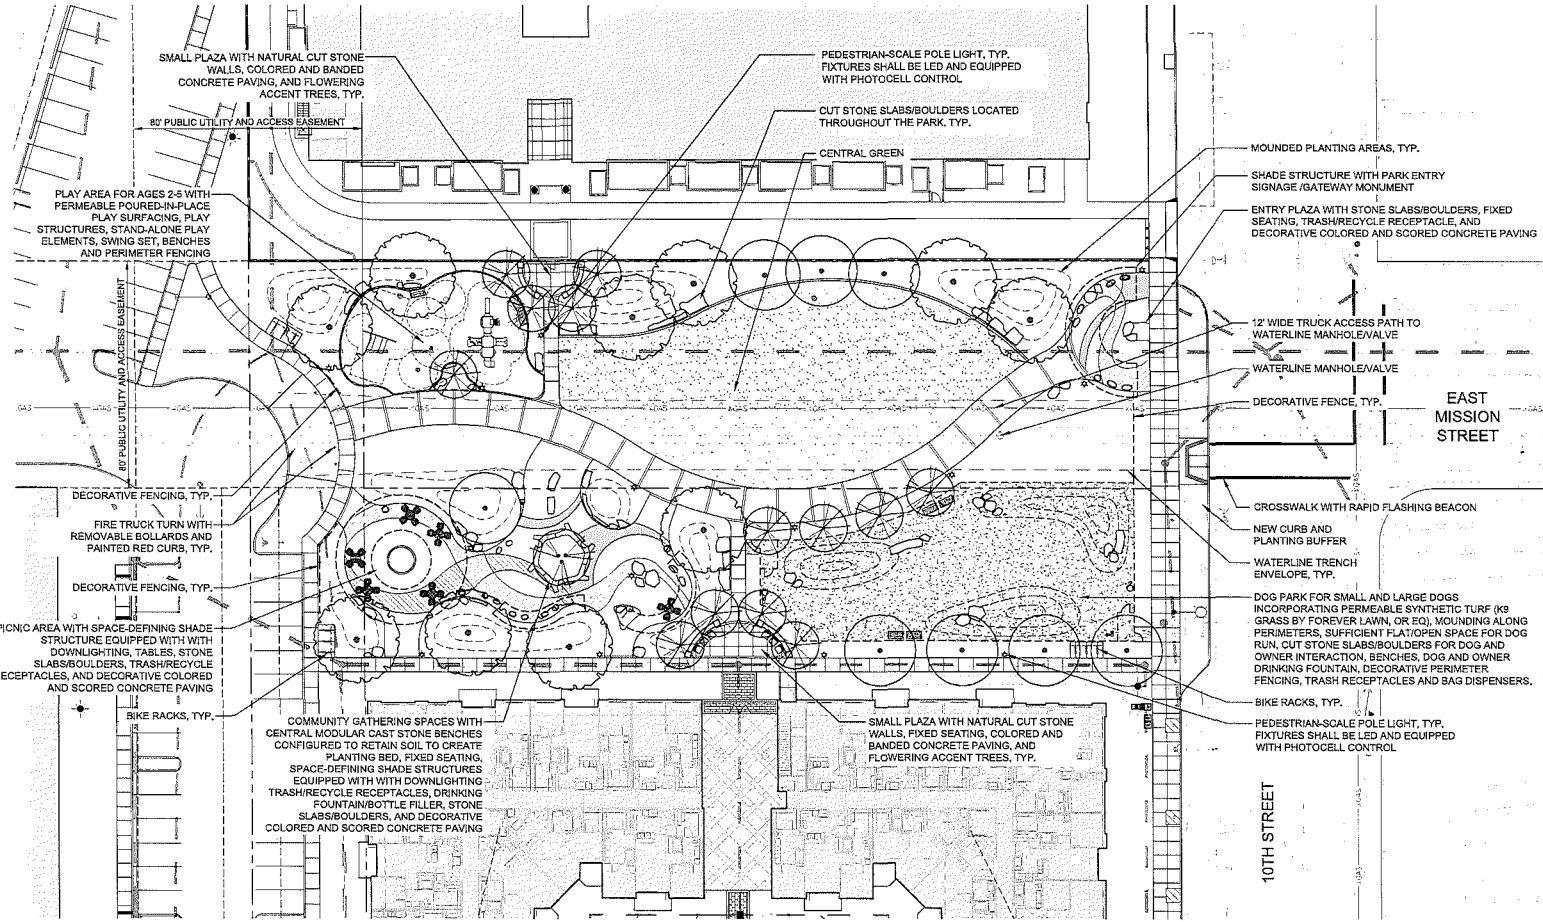 SMALL PLAZA WITH NATURAL CUT STONE
WALLS, COLORED AND BANDED
CONCRETE PAVING, AND FLOWERING
ACCENT TREES, TYP.
80' PUBLIC UTILITY AND ACCESS EASEMENT
PEDESTRIAN-SCALE POLE LIGHT, TYP.
FIXTURES SHALL BE LED AND EQUIPPED
WITH PHOTOCELL CONTROL
CUT STONE SLABS/BOULDERS LOCATED
THROUGHOUT THE PARK, TYP.
CENTRAL GREEN
PLAY AREA FOR AGES 2-5 WITH
PERMEABLE POURED-IN-PLACE
PLAY SURFACING, PLAY
STRUCTURES, STAND-ALONE PLAY
ELEMENTS, SWING SET, BENCHES
AND PERIMETER FENCING
80' PUBLIC UTILITY AND ACCESS EASEMENT
MOUNDED PLANTING AREAS, TYP.
SHADE STRUCTURE WITH PARK ENTRY
SIGNAGE /GATEWAY MONUMENT
ENTRY PLAZA WITH STONE SLABS/BOULDERS, FIXED
SEATING, TRASH/RECYCLE RECEPTACLE, AND
DECORATIVE COLORED AND SCORED CONCRETE PAVING
12' WIDE TRUCK ACCESS PATH TO
WATERLINE MANHOLE/VALVE
WATERLINE MANHOLE/VALVE
DECORATIVE FENCE, TYP.
EAST
MISSION
STREET
DECORATIVE FENCING, TYP.
FIRE TRUCK TURN WITH
REMOVABLE BOLLARDS AND
PAINTED RED CURB, TYP.
DECORATIVE FENCING, TYP.
PICNIC AREA WITH SPACE-DEFINING SHADE
STRUCTURE EQUIPPED WITH WITH
DOWNLIGHTING, TABLES, STONE
SLABS/BOULDERS, TRASH/RECYCLE
ECEPTACLES, AND DECORATIVE COLORED
AND SCORED CONCRETE PAVING
BIKE RACKS, TYP.
COMMUNITY GATHERING SPACES WITH
CENTRAL MODULAR CAST STONE BENCHES
CONFIGURED TO RETAIN SOIL TO CREATE
PLANTING BED, FIXED SEATING,
SPACE-DEFINING SHADE STRUCTURES
EQUIPPED WITH WITH DOWNLIGHTING
TRASH/RECYCLE RECEPTACLES, DRINKING
FOUNTAIN/BOTTLE FILLER, STONE
SLABS/BOULDERS, AND DECORATIVE
COLORED AND SCORED CONCRETE PAVING
SMALL PLAZA WITH NATURAL CUT STONE
WALLS, FIXED SEATING, COLORED AND
BANDED CONCRETE PAVING, AND
FLOWERING ACCENT TREES, TYP.
CROSSWALK WITH RAPID FLASHING BEACON
NEW CURB AND
PLANTING BUFFER
WATERLINE TRENCH
ENVELOPE, TYP.
DOG PARK FOR SMALL AND LARGE DOGS
INCORPORATING PERMEABLE SYNTHETIC TURF (K9
GRASS BY FOREVER LAWN, OR EQ), MOUNDING ALONG
PERIMETERS, SUFFICIENT FLAT/OPEN SPACE FOR DOG
RUN, CUT STONE SLABS/BOULDERS FOR DOG AND
OWNER INTERACTION, BENCHES, DOG AND OWNER
DRINKING FOUNTAIN, DECORATIVE PERIMETER
FENCING, TRASH RECEPTACLES AND BAG DISPENSERS.
BIKE RACKS, TYP.
PEDESTRIAN-SCALE POLE LIGHT, TYP.
FIXTURES SHALL BE LED AND EQUIPPED
WITH PHOTOCELL CONTROL
10TH STREET